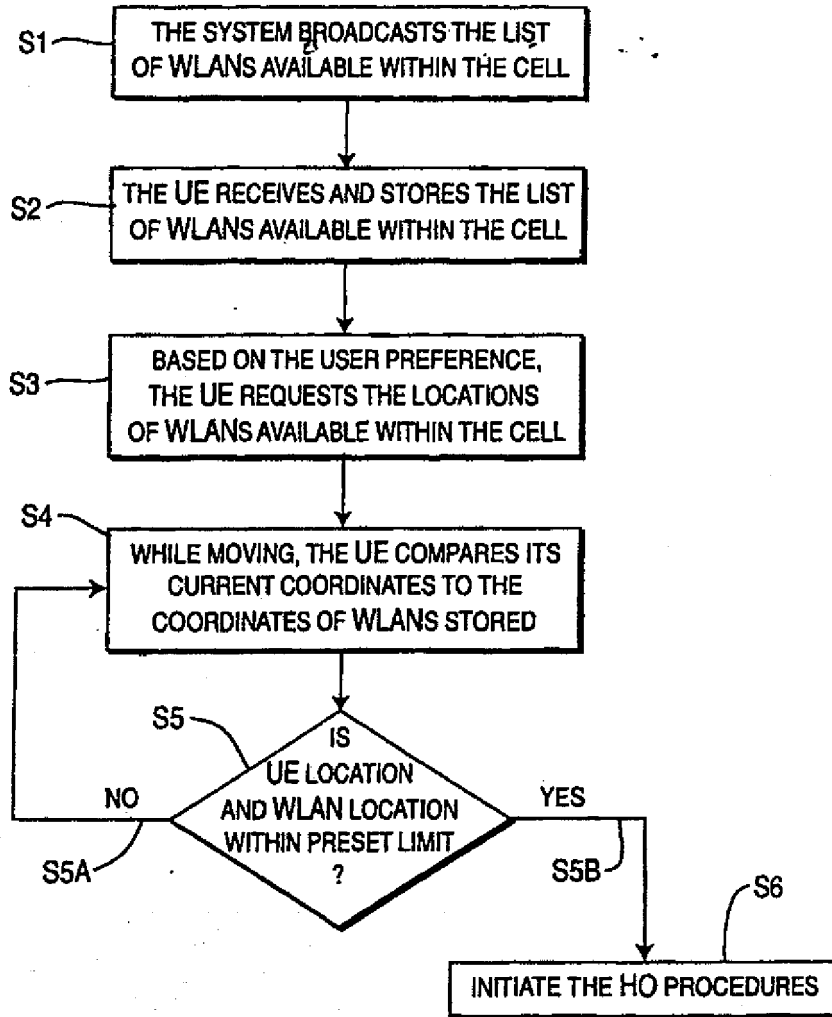 S1
THE SYSTEM BROADCASTS THE LIST
OF WLANS AVAILABLE WITHIN THE CELL
S2
THE UE RECEIVES AND STORES THE LIST
OF WLANS AVAILABLE WITHIN THE CELL
S3
BASED ON THE USER PREFERENCE,
THE UE REQUESTS THE LOCATIONS
OF WLANS AVAILABLE WITHIN THE CELL
S4
WHILE MOVING, THE UE COMPARES ITS
CURRENT COORDINATES TO THE
COORDINATES OF WLANS STORED
S5
IS
UE LOCATION
AND WLAN LOCATION
WITHIN PRESET LIMIT
?
NO
S5A
YES
S5B
S6
INITIATE THE HO PROCEDURES